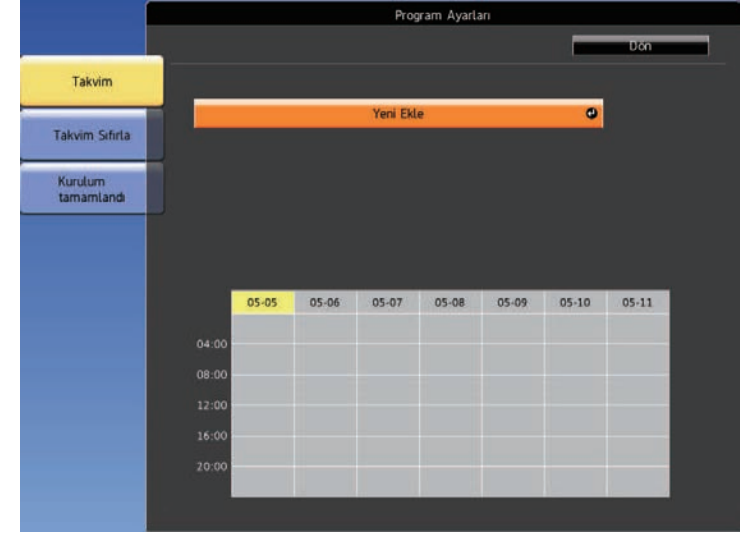 Program Ayarları
Dön
Takvim
Yeni Ekle
Takvim Sıfırla
Kurulum
tamamlandı
05-05 05-06 05-07 05-08 05-09 05-10 05-11
04:00
08:00
12:00
16:00
20:00